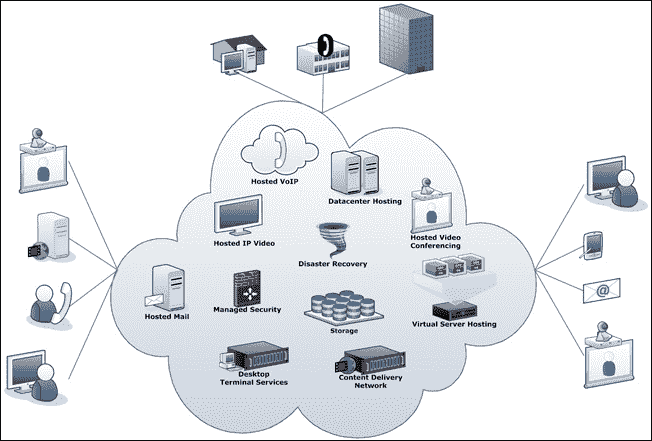 Hosted VoIP
Datacenter Hosting
Hosted IP Video
Hosted Video
Conferencing
Disaster Recovery
Hosted Mail
Managed Security
Storage
Virtual Server Hosting
Desktop
Terminal Services
Content Delivery
Network
@